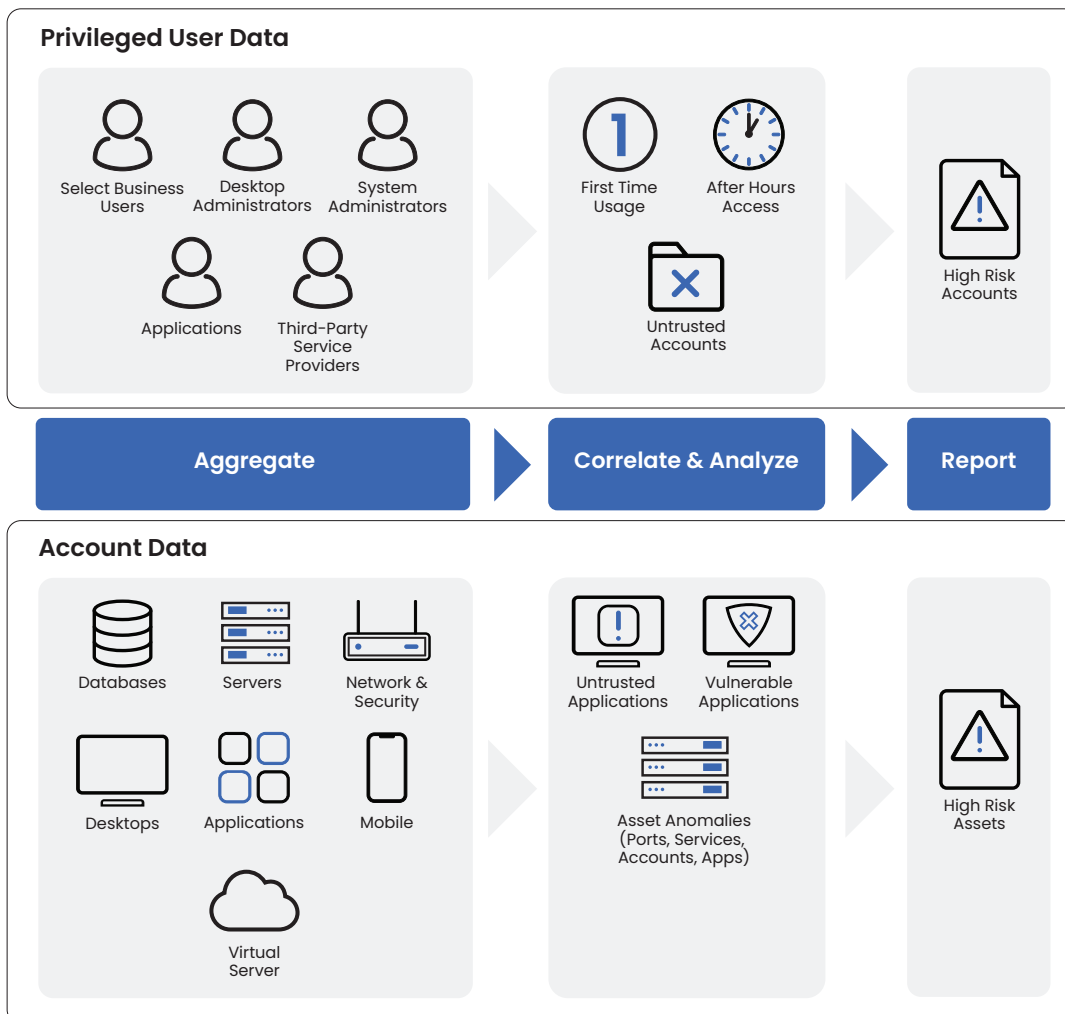 Privileged User Data
Select Business
Users
Desktop
Administrators
System
Administrators
Applications
Third-Party
Service
Providers
1
First Time
Usage
After Hours
Access
Untrusted
Accounts
High Risk
Accounts
Aggregate
Correlate & Analyze
Report
Account Data
Databases
Servers
Network &
Security
Desktops
Applications
Mobile
Virtual
Server
Untrusted
Applications
Vulnerable
Applications
Asset Anomalies
(Ports, Services,
Accounts, Apps)
High Risk
Assets